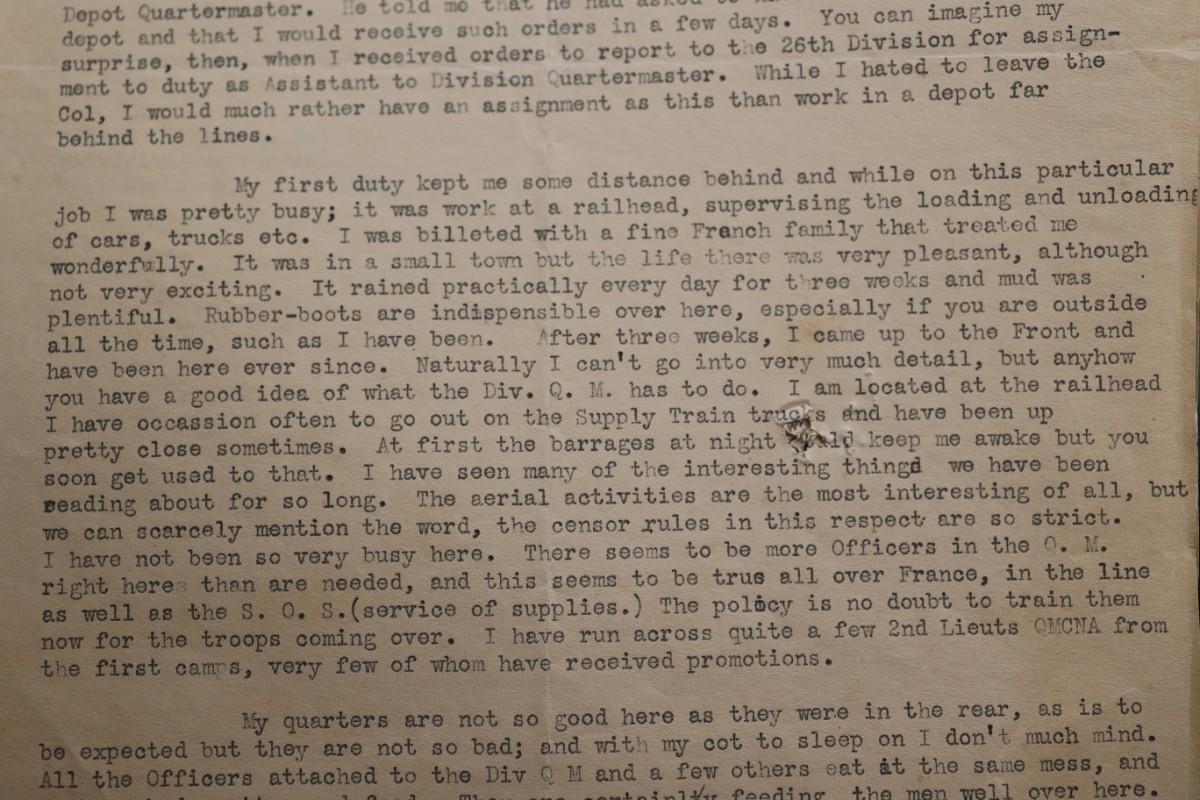 Depot Quartermaster.  He told me that he had asked to
depot and that I would receive such orders in a few days.  You can imagine my
surprise, then, when I received orders to report to the 26th Division for assign-
ment to duty as Assistant to Division Quartermaster.  While I hated to leave the
Col, I would much rather have an assignment as this than work in a depot far
behind the lines.
My first duty kept me some distance behind and while on this particular
job I was pretty busy; it was work at a railhead, supervising the loading and unloading
of cars, trucks etc.  I was billeted with a fine Franch family that treated me
wonderfully.  It was in a small town but the life there was very pleasant, although
not very exciting.  It rained practically every day for three weeks and mud was
plentiful.  Rubber-boots are indispensible over here, especially if you are outside
all the time, such as I have been.  After three weeks, I came up to the Front and
have been here ever since.  Naturally I can't go into very much detail, but anyhow
you have a good idea of what the Div. Q. M. has to do.  I am located at the railhead
I have occassion often to go out on the Supply Train trucks and have been up
pretty close sometimes.  At first the barrages at night would keep me awake but you
soon get used to that.  I have seen many of the interesting thingd  we have been
reading about for so long.  The aerial activities are the most interesting of all, but
we can scarcely mention the word, the censor rules in this respect are so strict.
I have not been so very busy here.  There seems to be more Officers in the Q. M.
right heres than are needed, and this seems to be trus all over France, in the line
as well as the S. O. S.(service of supplies.) The policy is no doubt to train them
now for the troops coming over.  I have run across quite a few 2nd Lieuts QMCNA from
the first camps, very few of whom have received promotions.
My quarters are not so good here as they were in the rear, as is to
be expected but they are not so bad; and with my cot to sleep on I don't much mind.
All the Officers attached to the Div Q M and a few others eat at the same mess, and
certainly feeding  the men well over here.